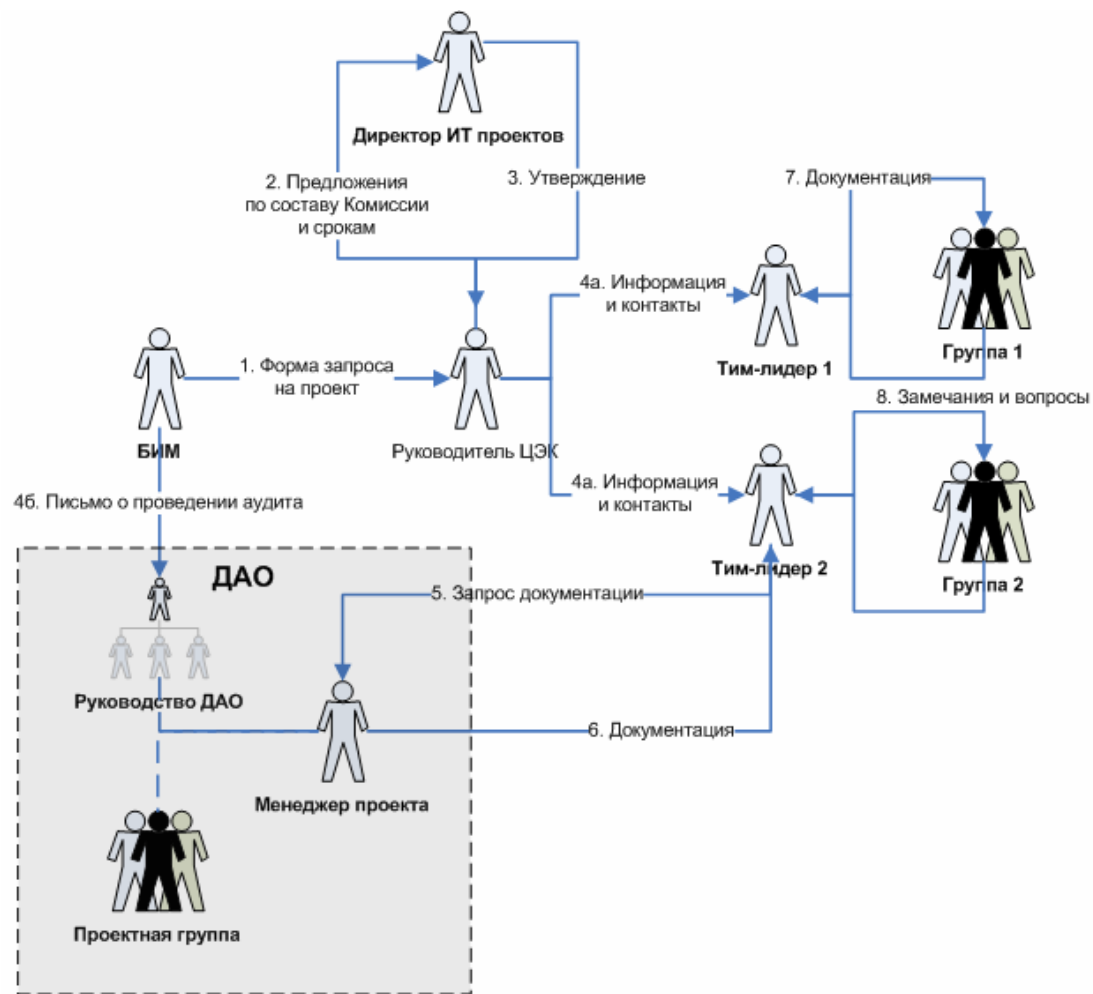 Директор ИТ проектов
2. Предложения
по составу Комиссии
и срокам
3. Утверждение
7. Документация
4а. Информация
и контакты
Тим-лидер 1
Группа 1
1. Форма запроса
на проект
БИМ
Руководитель ЦЭК
8. Замечания и вопросы
4а. Информация
и контакты
4б. Письмо о проведении аудита
Тим-лидер 2
Группа 2
ДАО
5. Запрос документации
Руководство ДАО
6. Документация
Менеджер проекта
Проектная группа